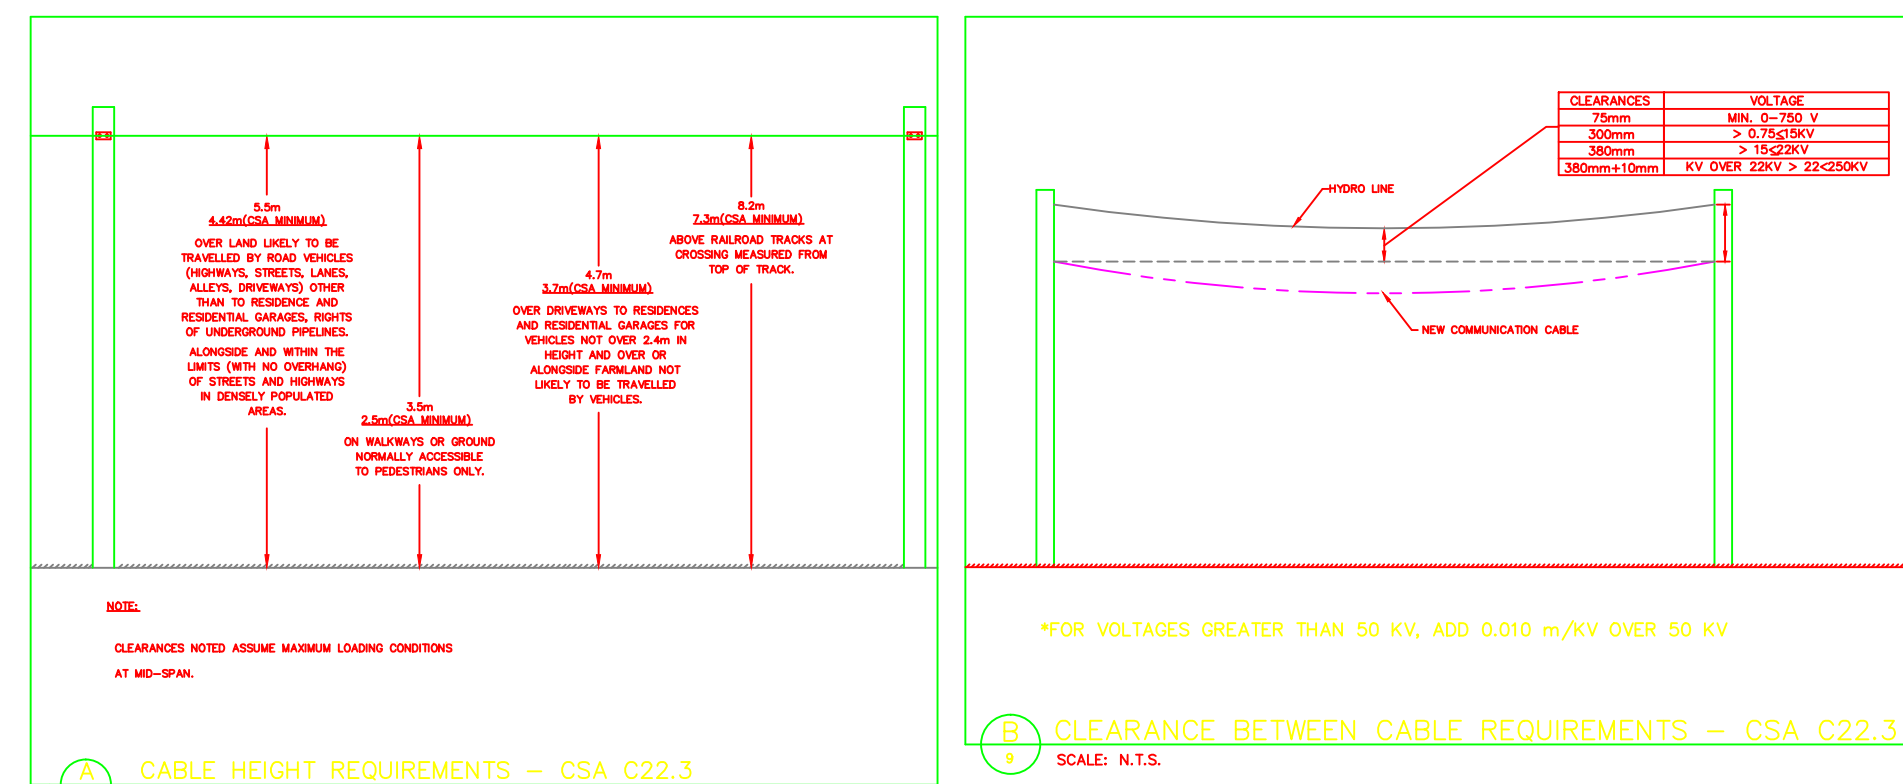 5.5m
4.42m(CSA MINIMUM)
OVER LAND LIKELY TO BE
TRAVELLED BY ROAD VEHICLES
(HIGHWAYS, STREETS, LANES,
ALLEYS, DRIVEWAYS) OTHER
THAN TO RESIDENCE AND
RESIDENTIAL GARAGES, RIGHTS
OF UNDERGROUND PIPELINES.
ALONGSIDE AND WITHIN THE
LIMITS (WITH NO OVERHANG)
OF STREETS AND HIGHWAYS
IN DENSELY POPULATED
AREAS.
3.5m
2.5m(CSA MINIMUM)
ON WALKWAYS OR GROUND
NORMALLY ACCESSIBLE
TO PEDESTRIANS ONLY.
4.7m
3.7m(CSA MINIMUM)
OVER DRIVEWAYS TO RESIDENCES
AND RESIDENTIAL GARAGES FOR
VEHICLES NOT OVER 2.4m IN
HEIGHT AND OVER OR
ALONGSIDE FARMLAND NOT
LIKELY TO BE TRAVELLED
BY VEHICLES.
8.2m
7.3m(CSA MINIMUM)
ABOVE RAILROAD TRACKS AT
CROSSING MEASURED FROM
TOP OF TRACK.
NOTE:
CLEARANCES NOTED ASSUME MAXIMUM LOADING CONDITIONS
AT MID-SPAN.
A CABLE HEIGHT REQUIREMENTS - CSA C22.3
CLEARANCES VOLTAGE
75mm MIN. 0-750 V
300mm > 0.75≤15KV
380mm > 15≤22KV
380mm+10mm KV OVER 22KV > 22<250KV
HYDRO LINE
NEW COMMUNICATION CABLE
*FOR VOLTAGES GREATER THAN 50 KV, ADD 0.010 m/KV OVER 50 KV
B CLEARANCE BETWEEN CABLE REQUIREMENTS - CSA C22.3
9 SCALE: N.T.S.